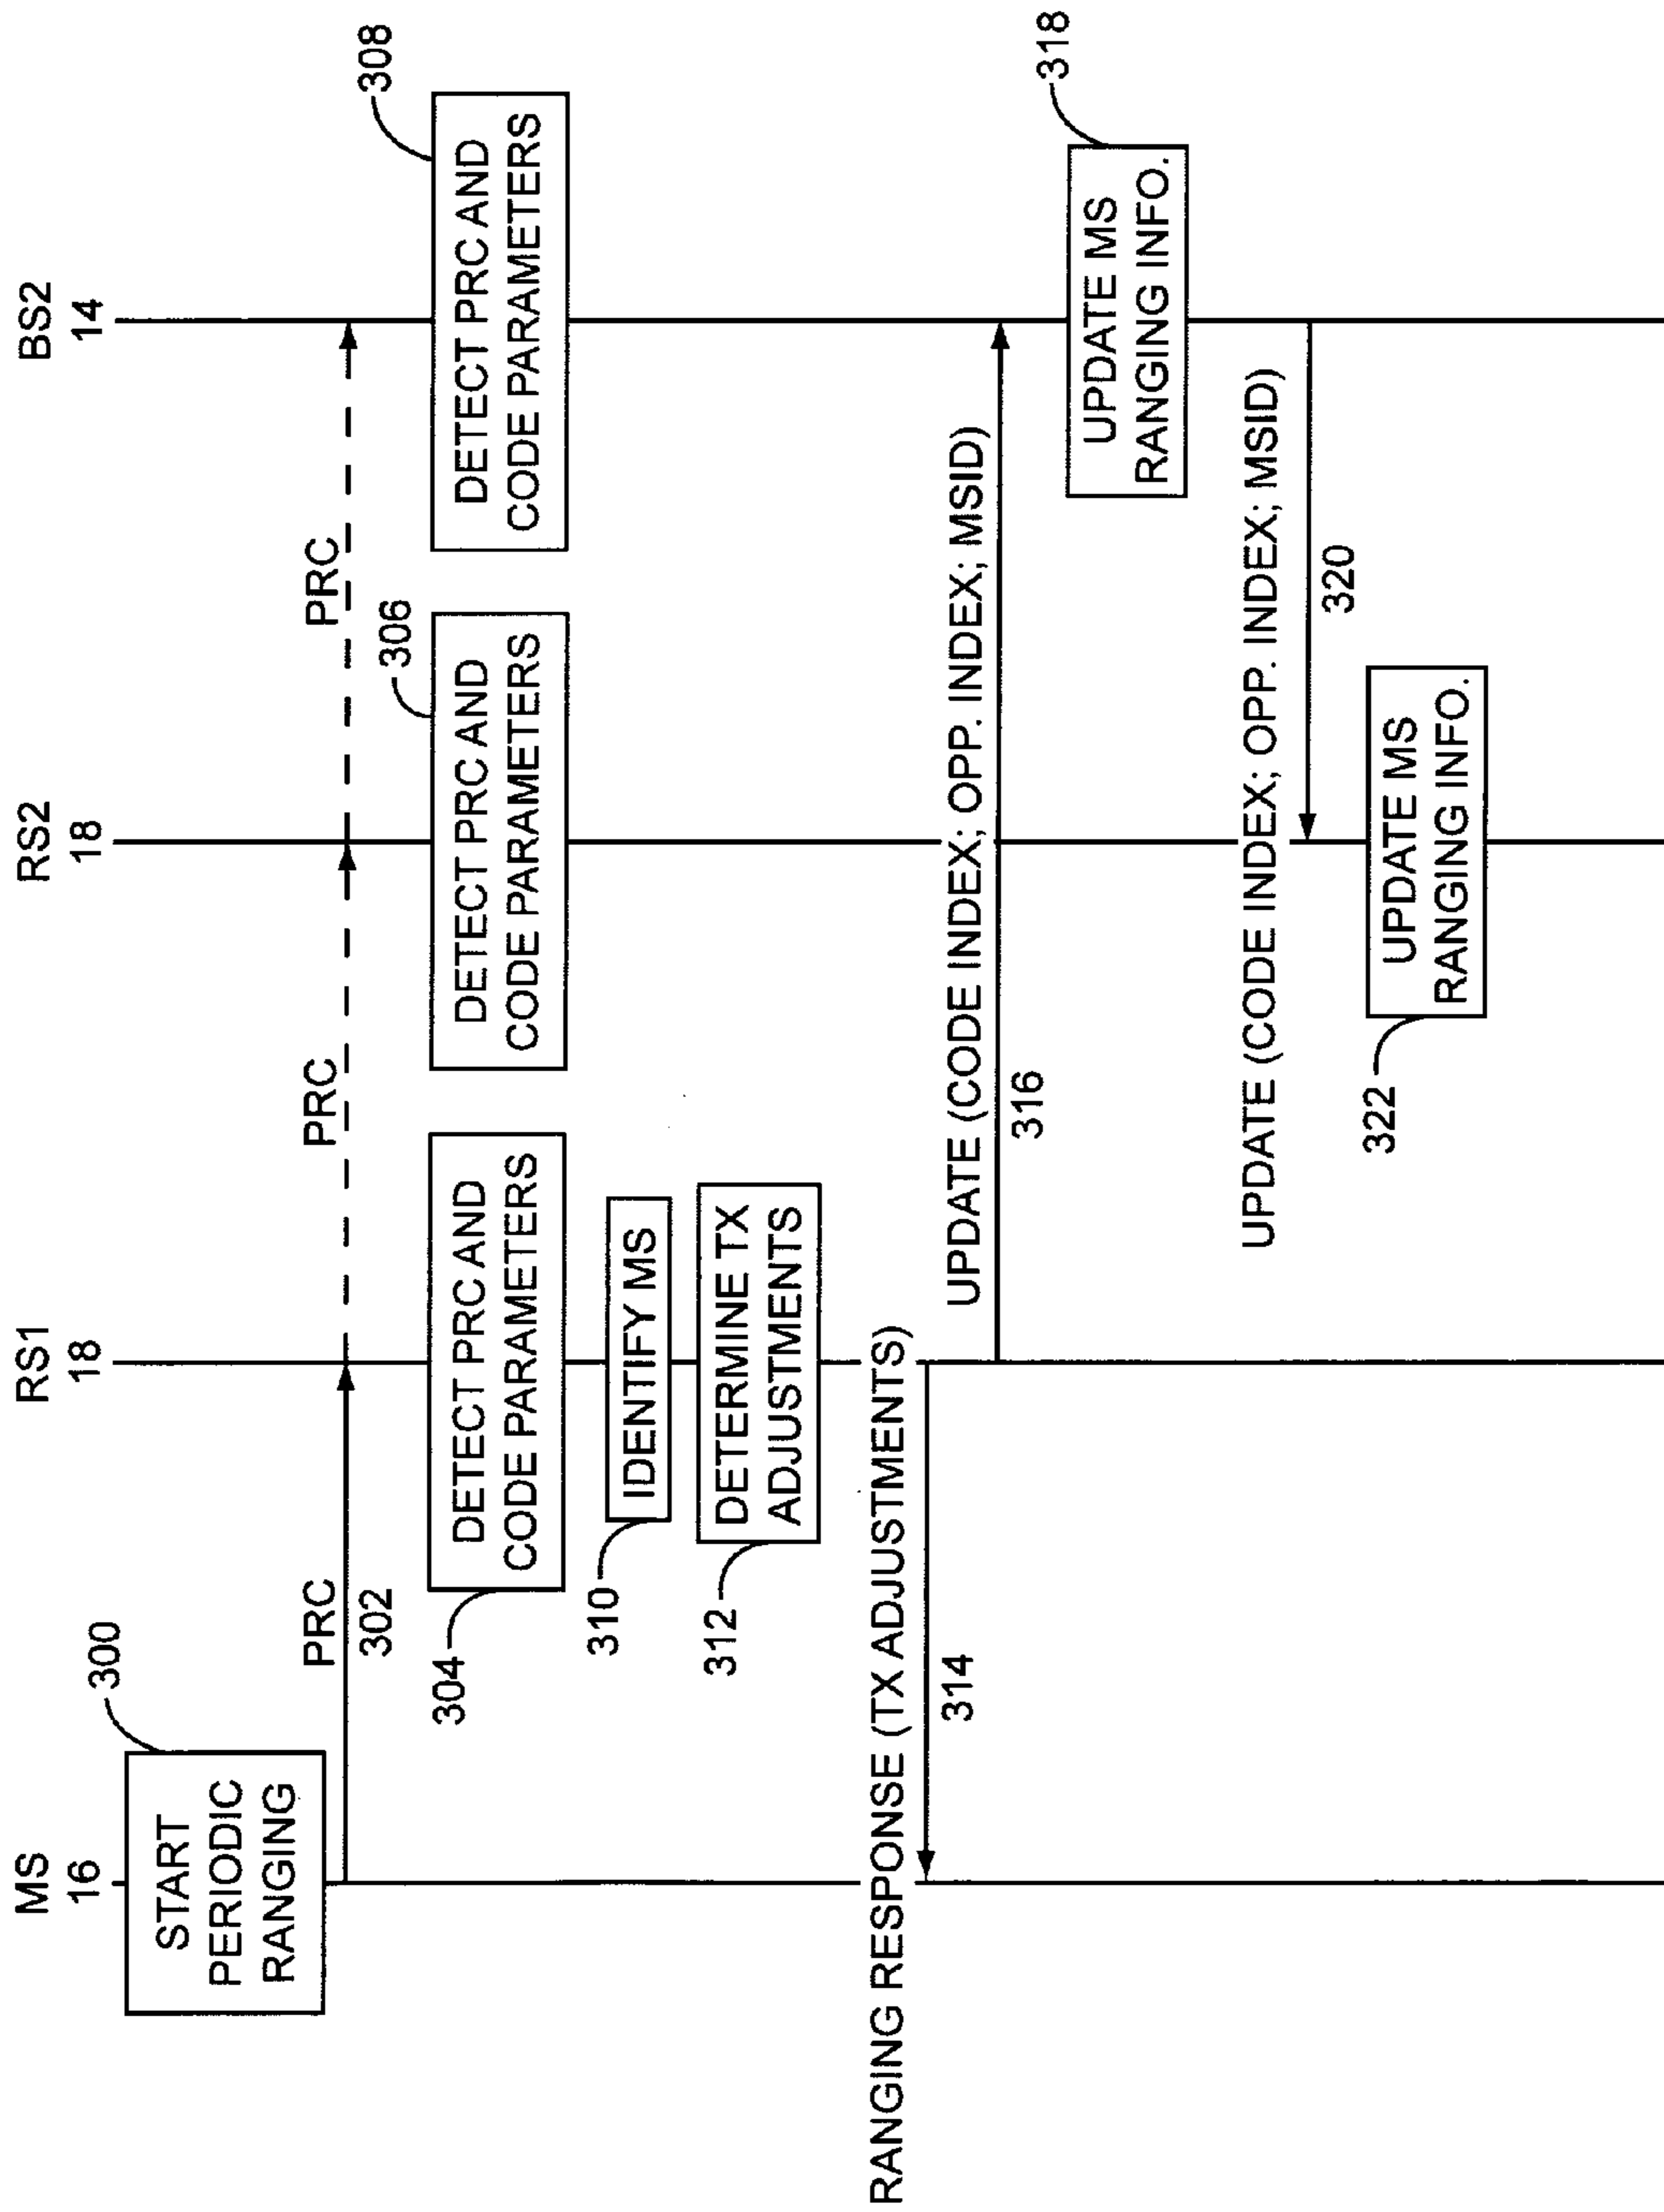 MS
16
RS1
18
RS2
18
BS2
14
START
PERIODIC
RANGING
300
PRC
302
PRC
PRC
DETECT PRC AND
CODE PARAMETERS
304
DETECT PRC AND
CODE PARAMETERS
306
DETECT PRC AND
CODE PARAMETERS
308
IDENTIFY MS
310
DETERMINE TX
ADJUSTMENTS
312
RANGING RESPONSE (TX ADJUSTMENTS)
314
UPDATE (CODE INDEX; OPP. INDEX; MSID)
316
UPDATE MS
RANGING INFO.
318
UPDATE (CODE INDEX; OPP. INDEX; MSID)
320
UPDATE MS
RANGING INFO.
322